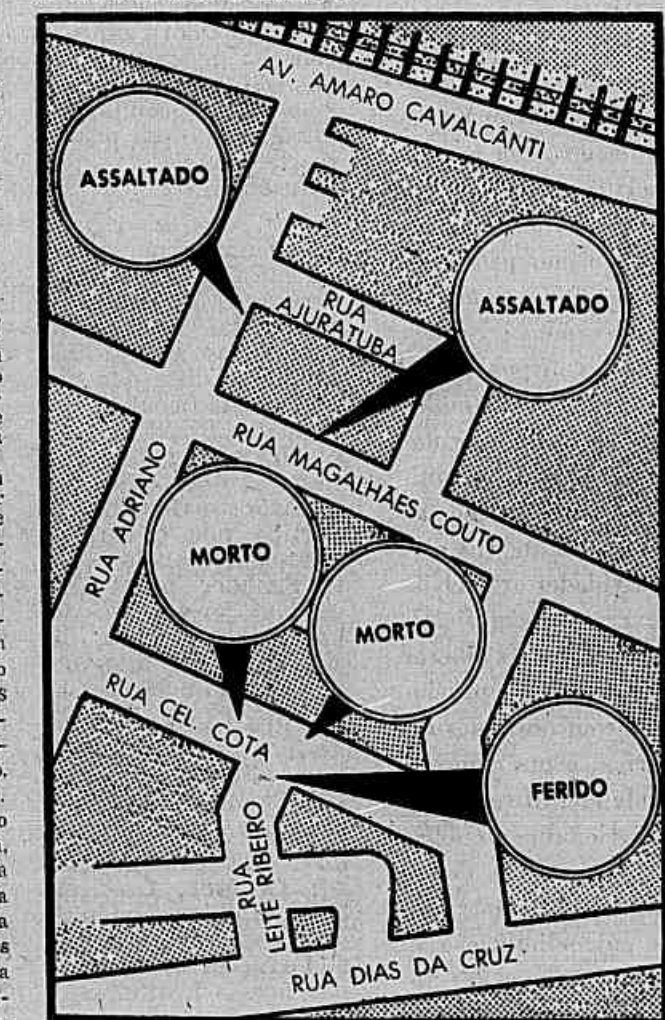 AV. AMARO CAVALCÂNTI
ASSALTADO
ASSALTADO
RUA
AJURATUBA
RUA MAGALHÃES COUTO
RUA ADRIANO
MORTO
MORTO
RUA CEL. COTA
FERIDO
RUA
LEITE RIBEIRO
RUA DIAS DA CRUZ